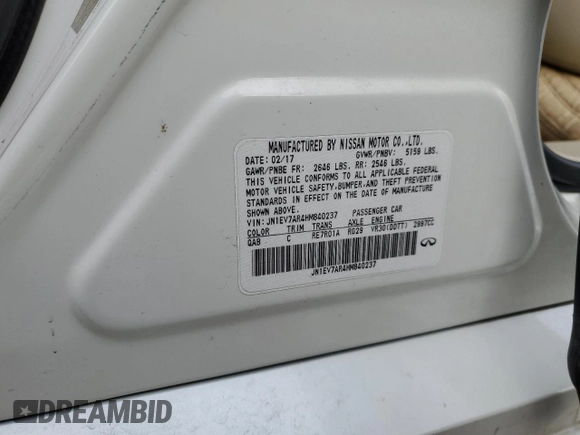 MANUFACTURED BY NISSAN MOTOR CO.,LTD.
DATE: 02/17 GVWR/PNBV: 5159 LBS.
GAWR/PNBE FR: 2646 LBS. RR: 2546 LBS.
THIS VEHICLE CONFORMS TO ALL APPLICABLE FEDERAL
MOTOR VEHICLE SAFETY,BUMPER,AND THEFT PREVENTION
STANDARDS IN EFFECT ON THE DATE OF MANUFACTURE
SHOWN ABOVE.
VIN: JN1EV7AR4HM840237 PASSENGER CAR
COLOR TRIM TRANS AXLE ENGINE
QAB C RE7R01A RG29 VR30(DDTT) 2997CC
JN1EV7AR4HM840237
DREAMBID